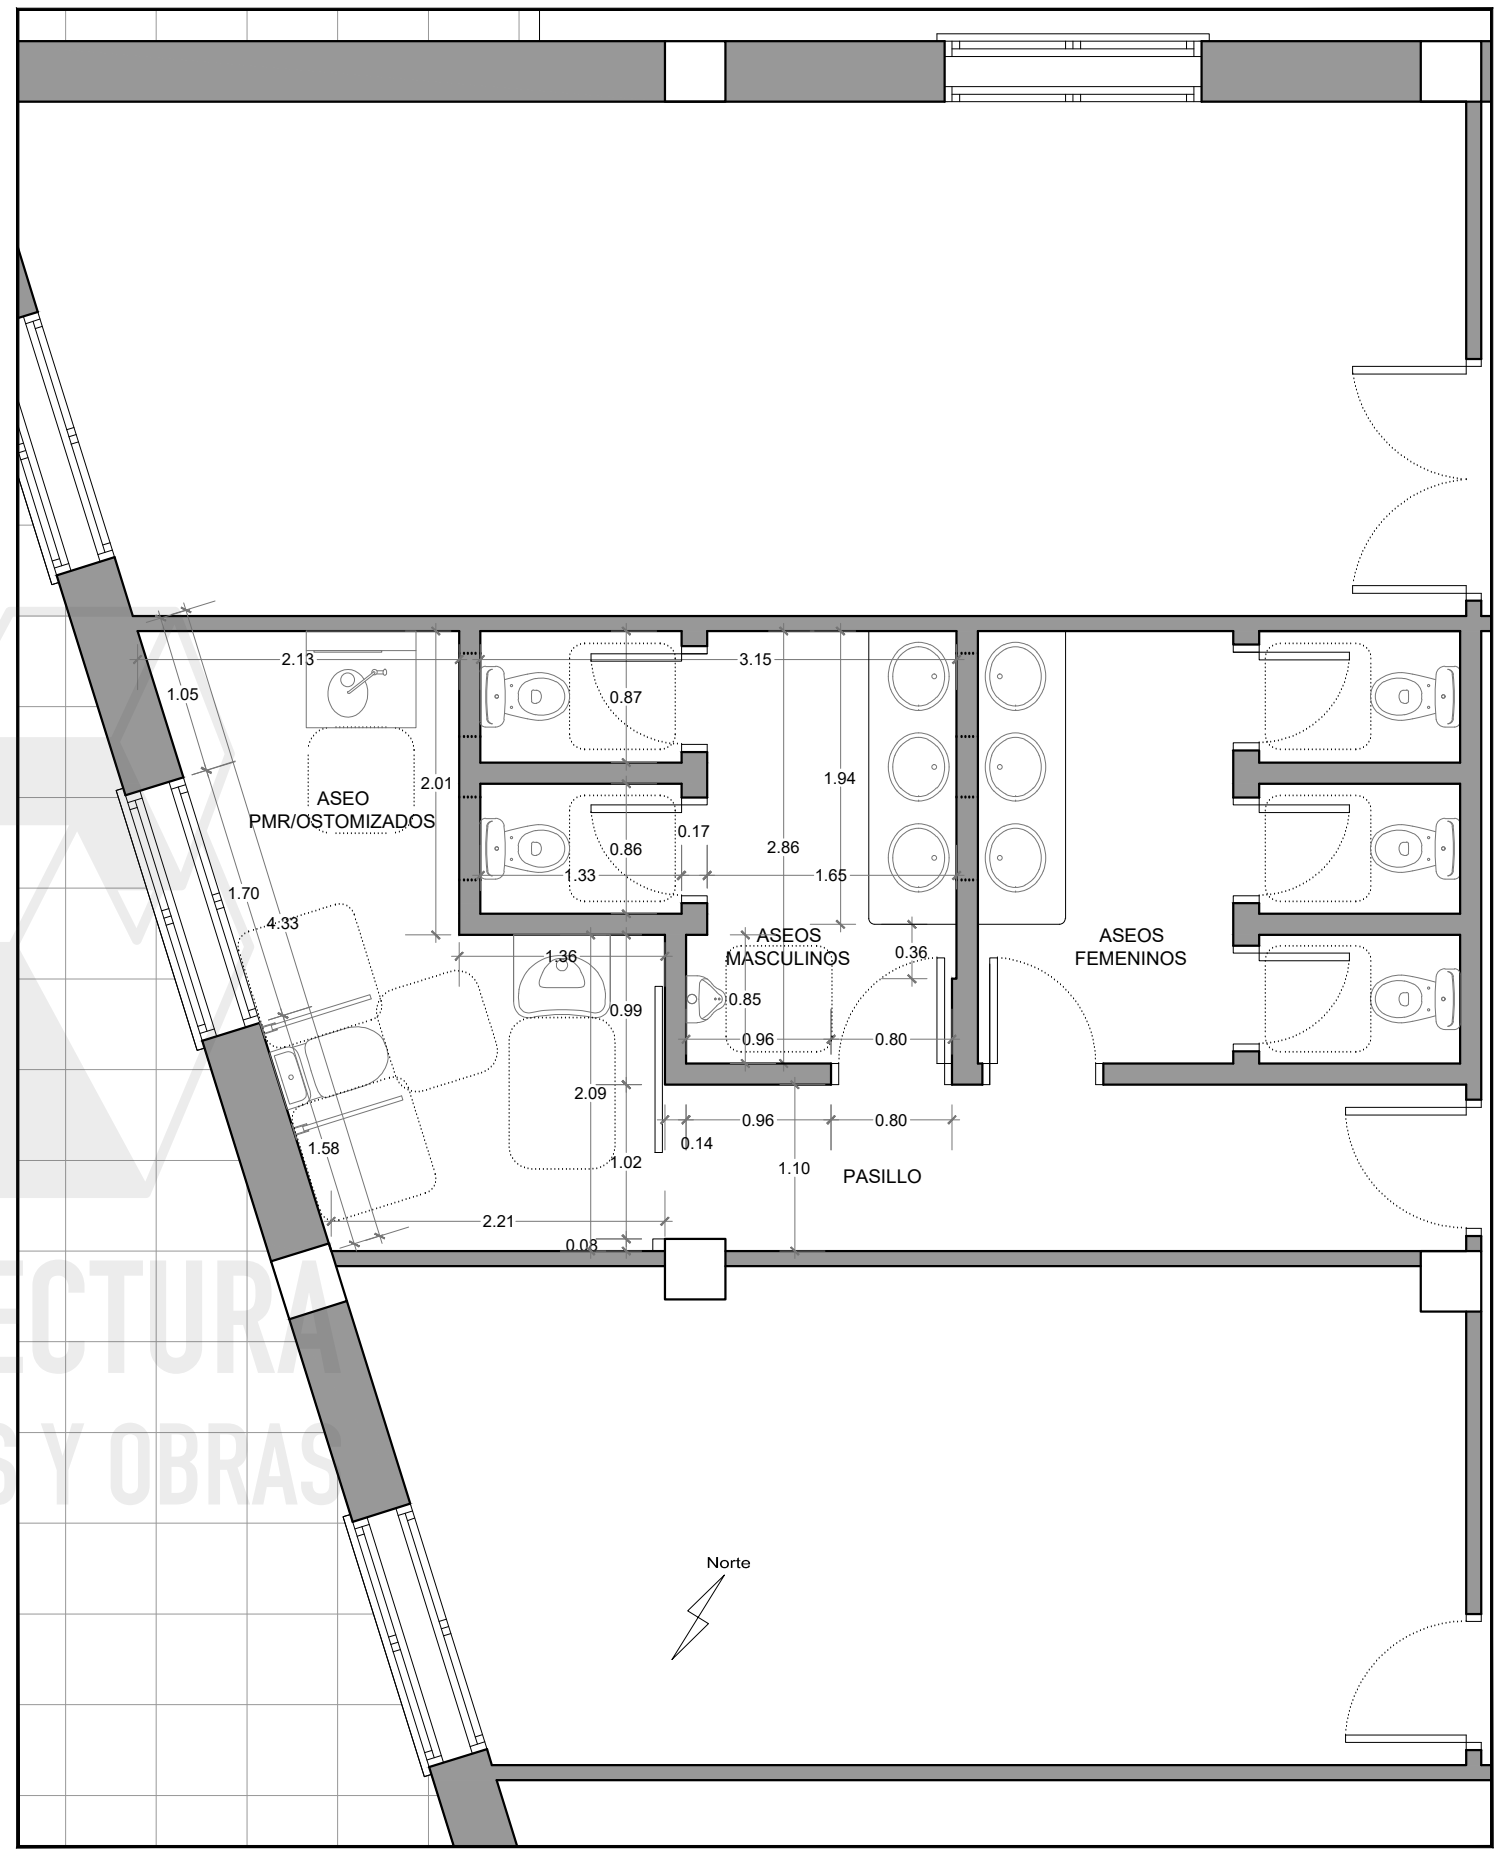 2.13
3.15
1.05
0.87
2.01
1.94
ASEO
PMR/OSTOMIZADOS
0.17
2.86
0.86
1.33
1.65
1.70
4.33
ASEOS
MASCULINOS
ASEOS
FEMENINOS
1.36
0.36
0.85
0.99
0.96
0.80
2.09
0.96
0.80
0.14
1.58
1.02
1.10
PASILLO
2.21
0.08
ECTURA
S Y OBRAS
Norte